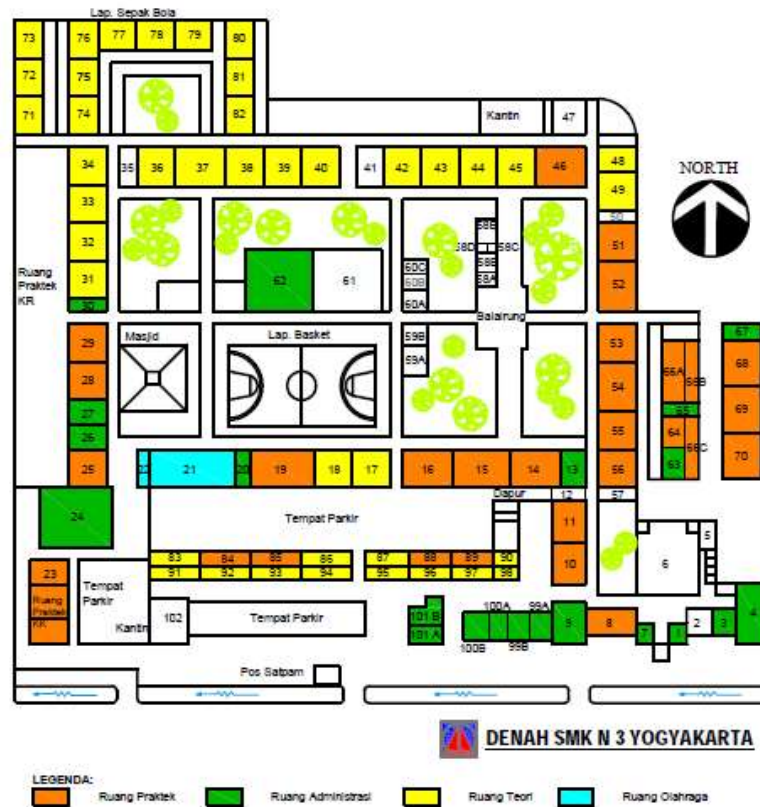 Lap. Sepak Bola
73 76 77 78 79 80
72 75 81
71 74 82
Kantin 47
34 35 36 37 38 39 40 41 42 43 44 45 46 48
NORTH
33 49
50
32 58E 51
58D 58C
31 60C 58B 52
Ruang
Praktek
KR
62 61 60B 58A
30 60A
Balairung
29 Masjid Lap. Basket 59B 53 67
28 59A 54 66A 66B 68
27 65 69
26 55 64 66C
25 22 21 20 19 18 17 16 15 14 13 56 63 70
24 Dapur 12 57
Tempat Parkir 11 5
83 84 85 86 87 88 89 90 6
91 92 93 94 95 96 97 98 10
23
Ruang
Praktek
KK
Tempat
Parkir
Kantin 102 Tempat Parkir 101 B 100A 99A 9 8 7 1 2 3 4
101 A 100B 99B
Pos Satpam
DENAH SMK N 3 YOGYAKARTA
LEGENDA:
Ruang Praktek Ruang Administrasi Ruang Teori Ruang Olahraga